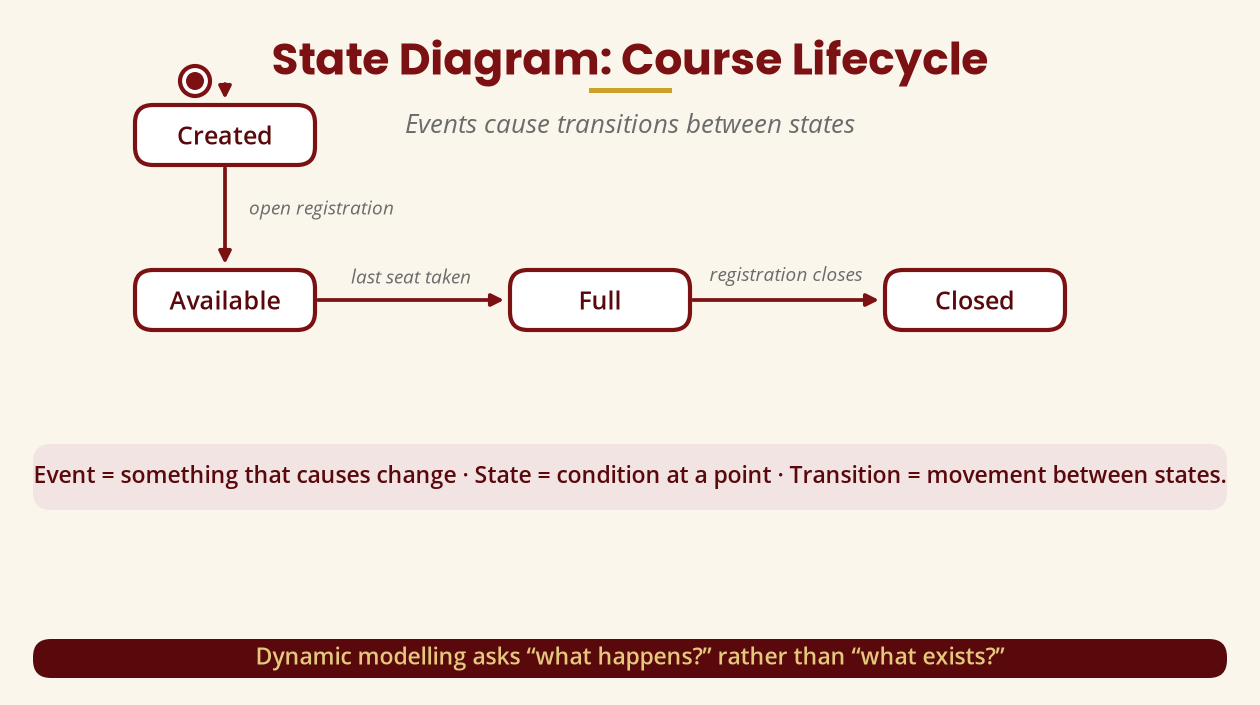 State Diagram: Course Lifecycle
Events cause transitions between states
Created
open registration
Available
last seat taken
Full
registration closes
Closed
Event = something that causes change · State = condition at a point · Transition = movement between states.
Dynamic modelling asks “what happens?” rather than “what exists?”